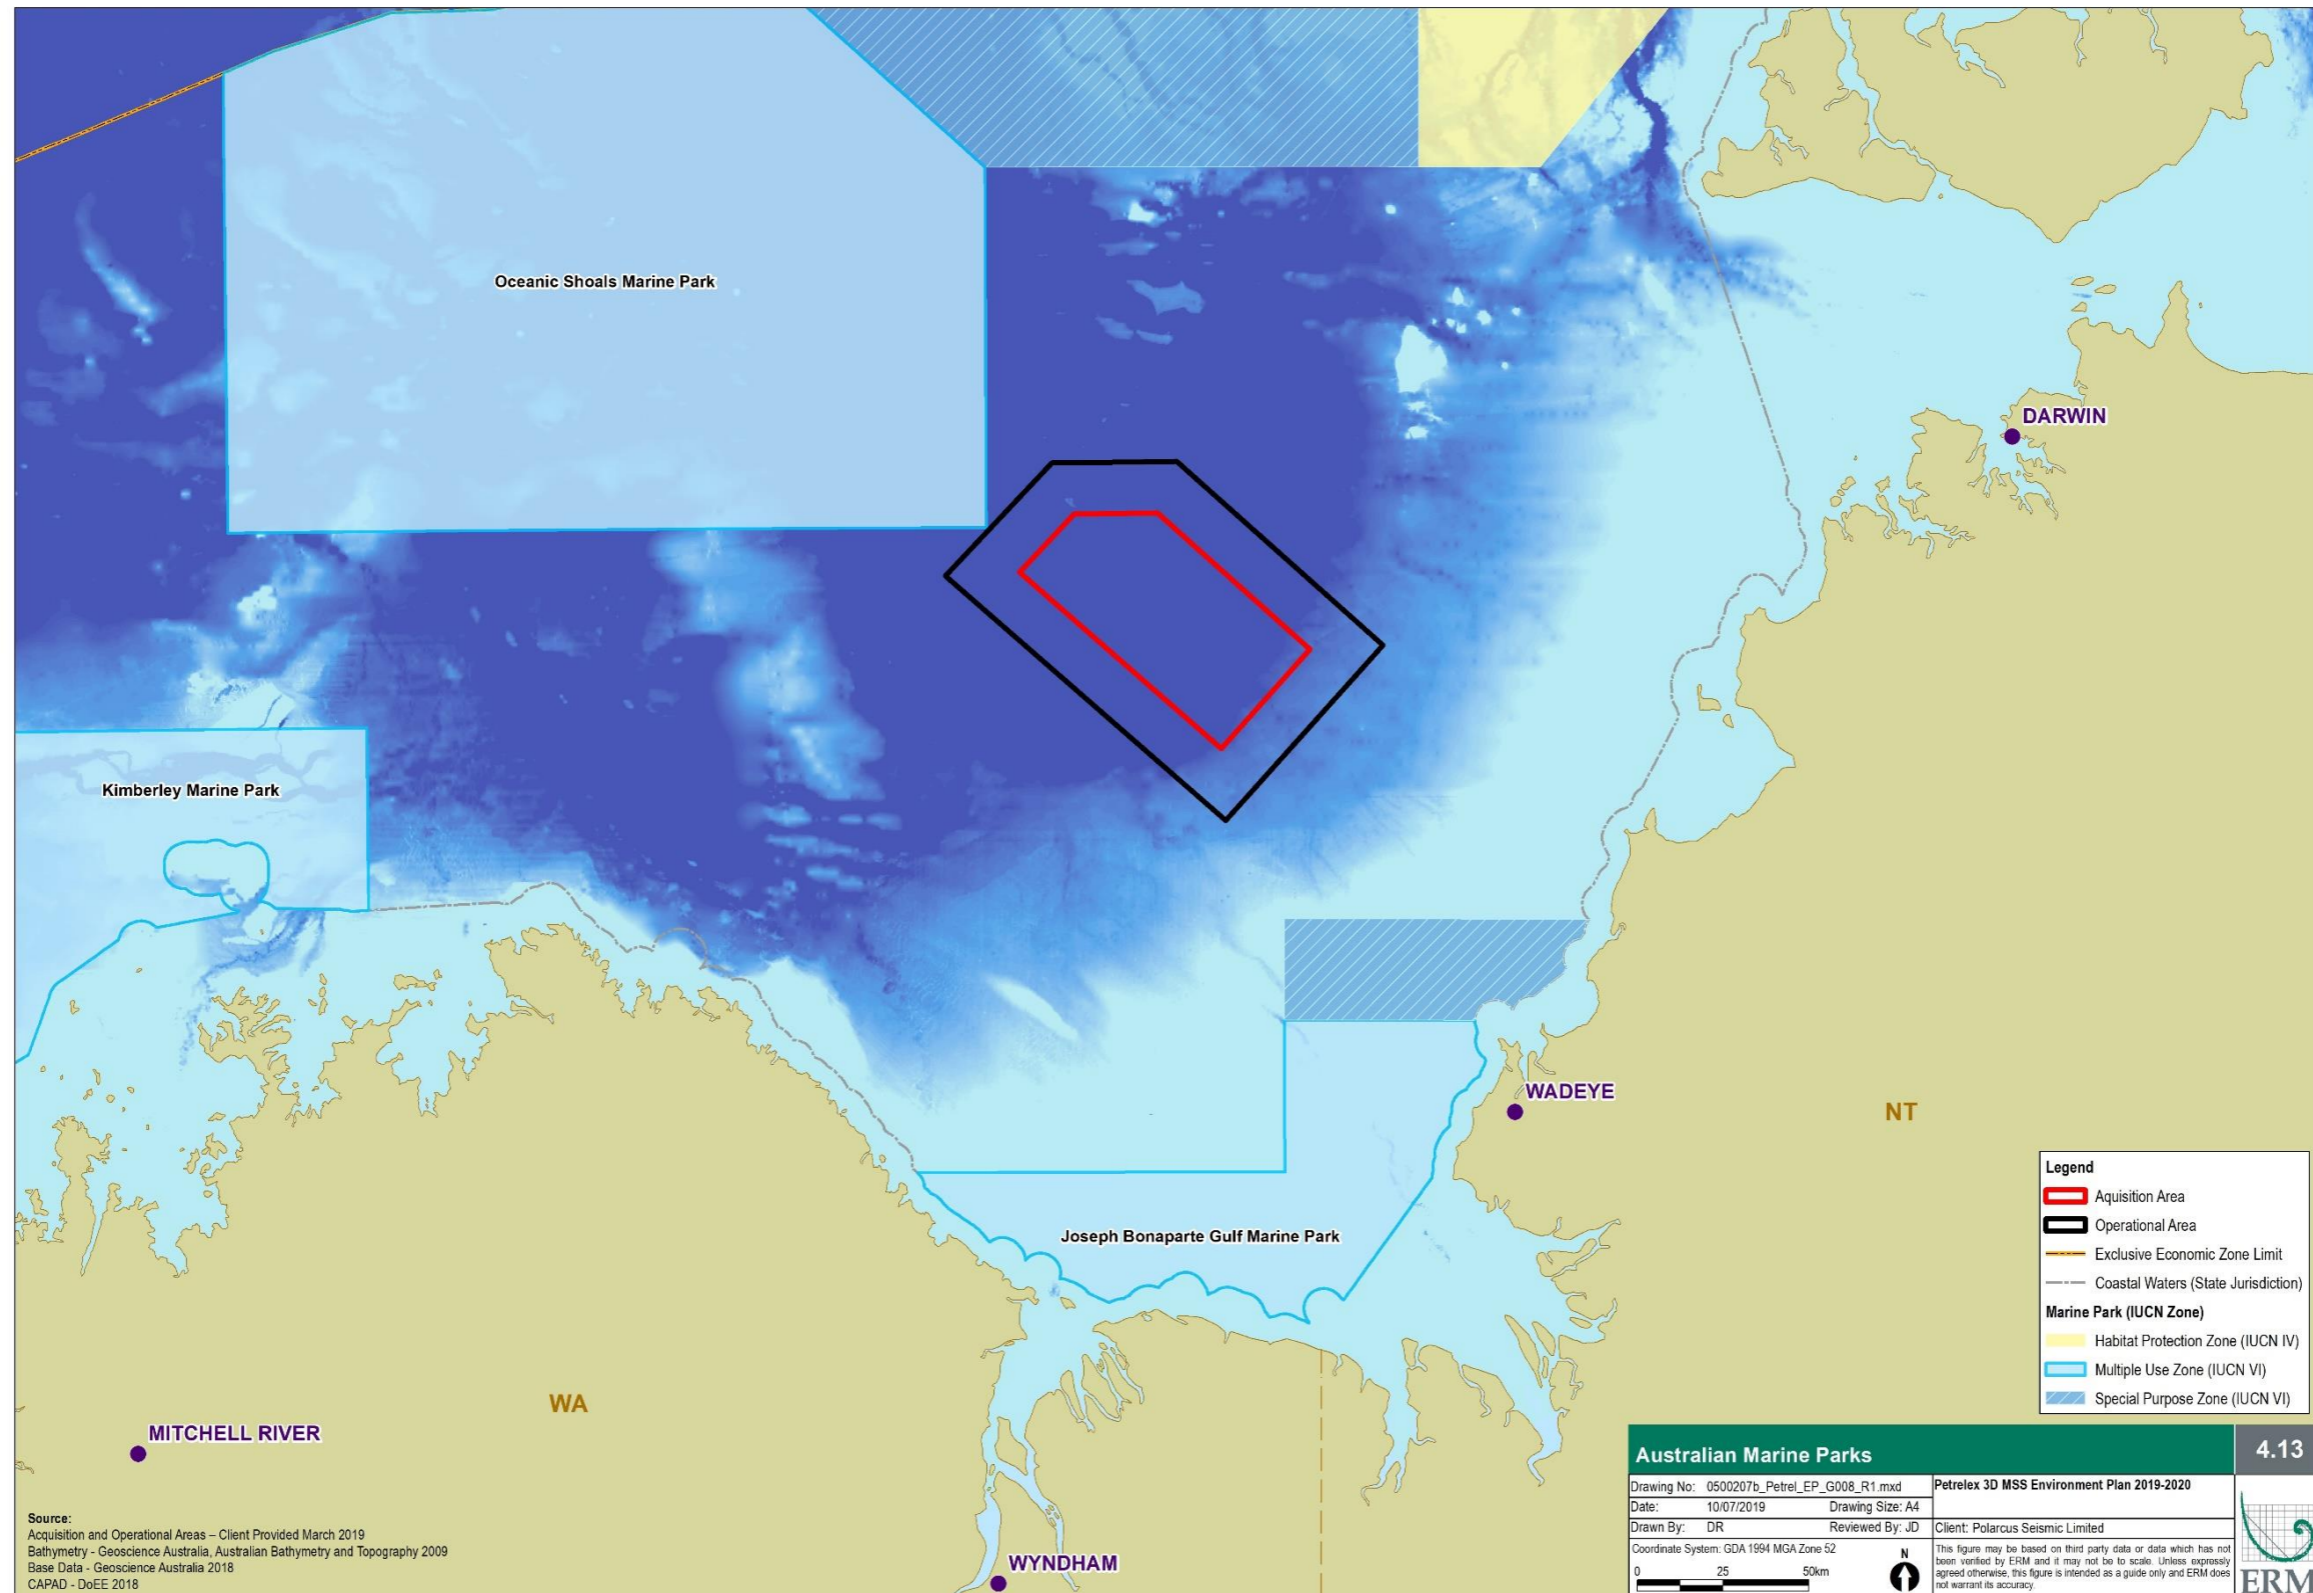 Oceanic Shoals Marine Park
DARWIN
Kimberley Marine Park
WADEYE
NT
Joseph Bonaparte Gulf Marine Park
WA
MITCHELL RIVER
WYNDHAM
Legend
Aquisition Area
Operational Area
Exclusive Economic Zone Limit
Coastal Waters (State Jurisdiction)
Marine Park (IUCN Zone)
Habitat Protection Zone (IUCN IV)
Multiple Use Zone (IUCN VI)
Special Purpose Zone (IUCN VI)
Source:
Acquisition and Operational Areas – Client Provided March 2019
Bathymetry - Geoscience Australia, Australian Bathymetry and Topography 2009
Base Data - Geoscience Australia 2018
CAPAD - DoEE 2018
Australian Marine Parks
4.13
Drawing No: 0500207b_Petrel_EP_G008_R1.mxd
Petrelex 3D MSS Environment Plan 2019-2020
Date: 10/07/2019 Drawing Size: A4
Drawn By: DR Reviewed By: JD
Client: Polarcus Seismic Limited
Coordinate System: GDA 1994 MGA Zone 52
N
0 25 50km
This figure may be based on third party data or data which has not
been verified by ERM and it may not be to scale. Unless expressly
agreed otherwise, this figure is intended as a guide only and ERM does
not warrant its accuracy.
ERM